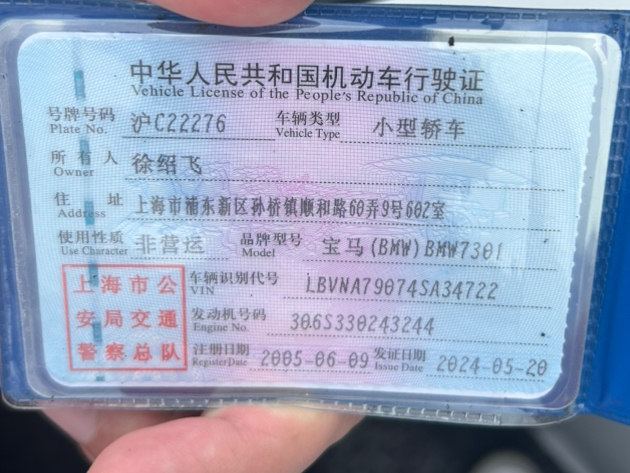 中华人民共和国机动车行驶证
Vehicle License of the People's Republic of China
号牌号码 沪C22276 车辆类型 小型轿车
Plate No. Vehicle Type
所有人 徐绍飞
Owner
住址 上海市浦东新区孙桥镇顺和路60弄9号602室
Address
使用性质 非营运 品牌型号 宝马(BMW)BMW7301
Use Character Model
上海市公 车辆识别代号 LBVNA79074SA34722
VIN
安局交通 发动机号码 306S330243244
Engine No.
警察总队 注册日期 2005-06-09 发证日期 2024-05-20
Register Date Issue Date